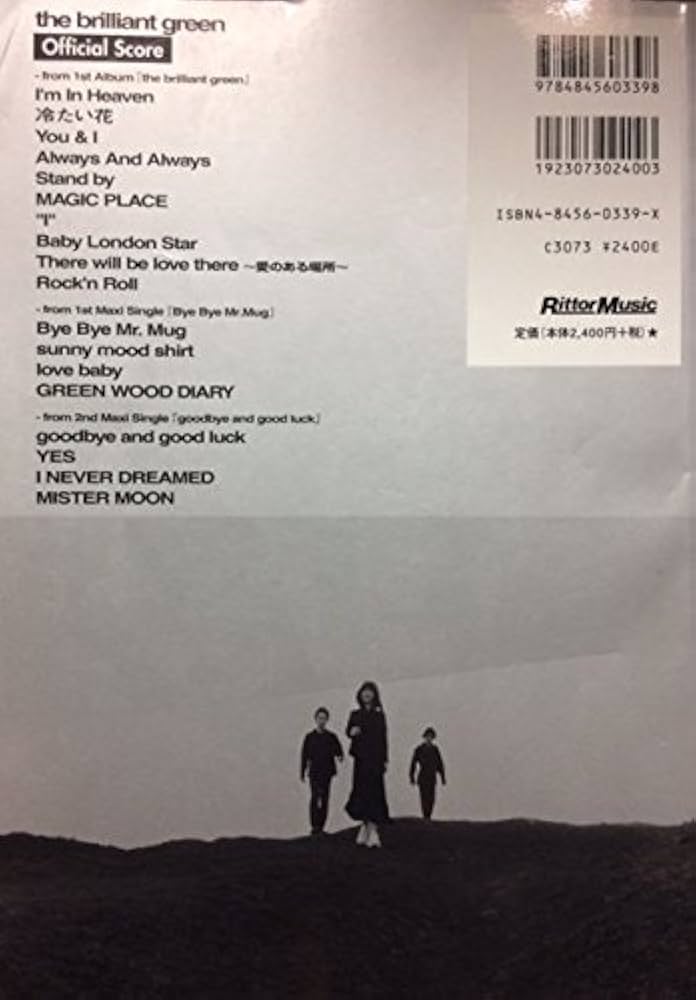 the brilliant green
Official Score
- from 1st Album「the brilliant green」
I'm In Heaven
冷たい花
You & I
Always And Always
Stand by
MAGIC PLACE
"I"
Baby London Star
There will be love there 〜愛のある場所〜
Rock'n Roll
- from 1st Maxi Single「Bye Bye Mr.Mug」
Bye Bye Mr. Mug
sunny mood shirt
love baby
GREEN WOOD DIARY
- from 2nd Maxi Single「goodbye and good luck」
goodbye and good luck
YES
I NEVER DREAMED
MISTER MOON
9784845603398
1923073024003
ISBN4-8456-0339-X
C3073 ¥2400E
RittorMusic
定価(本体2,400円+税)★